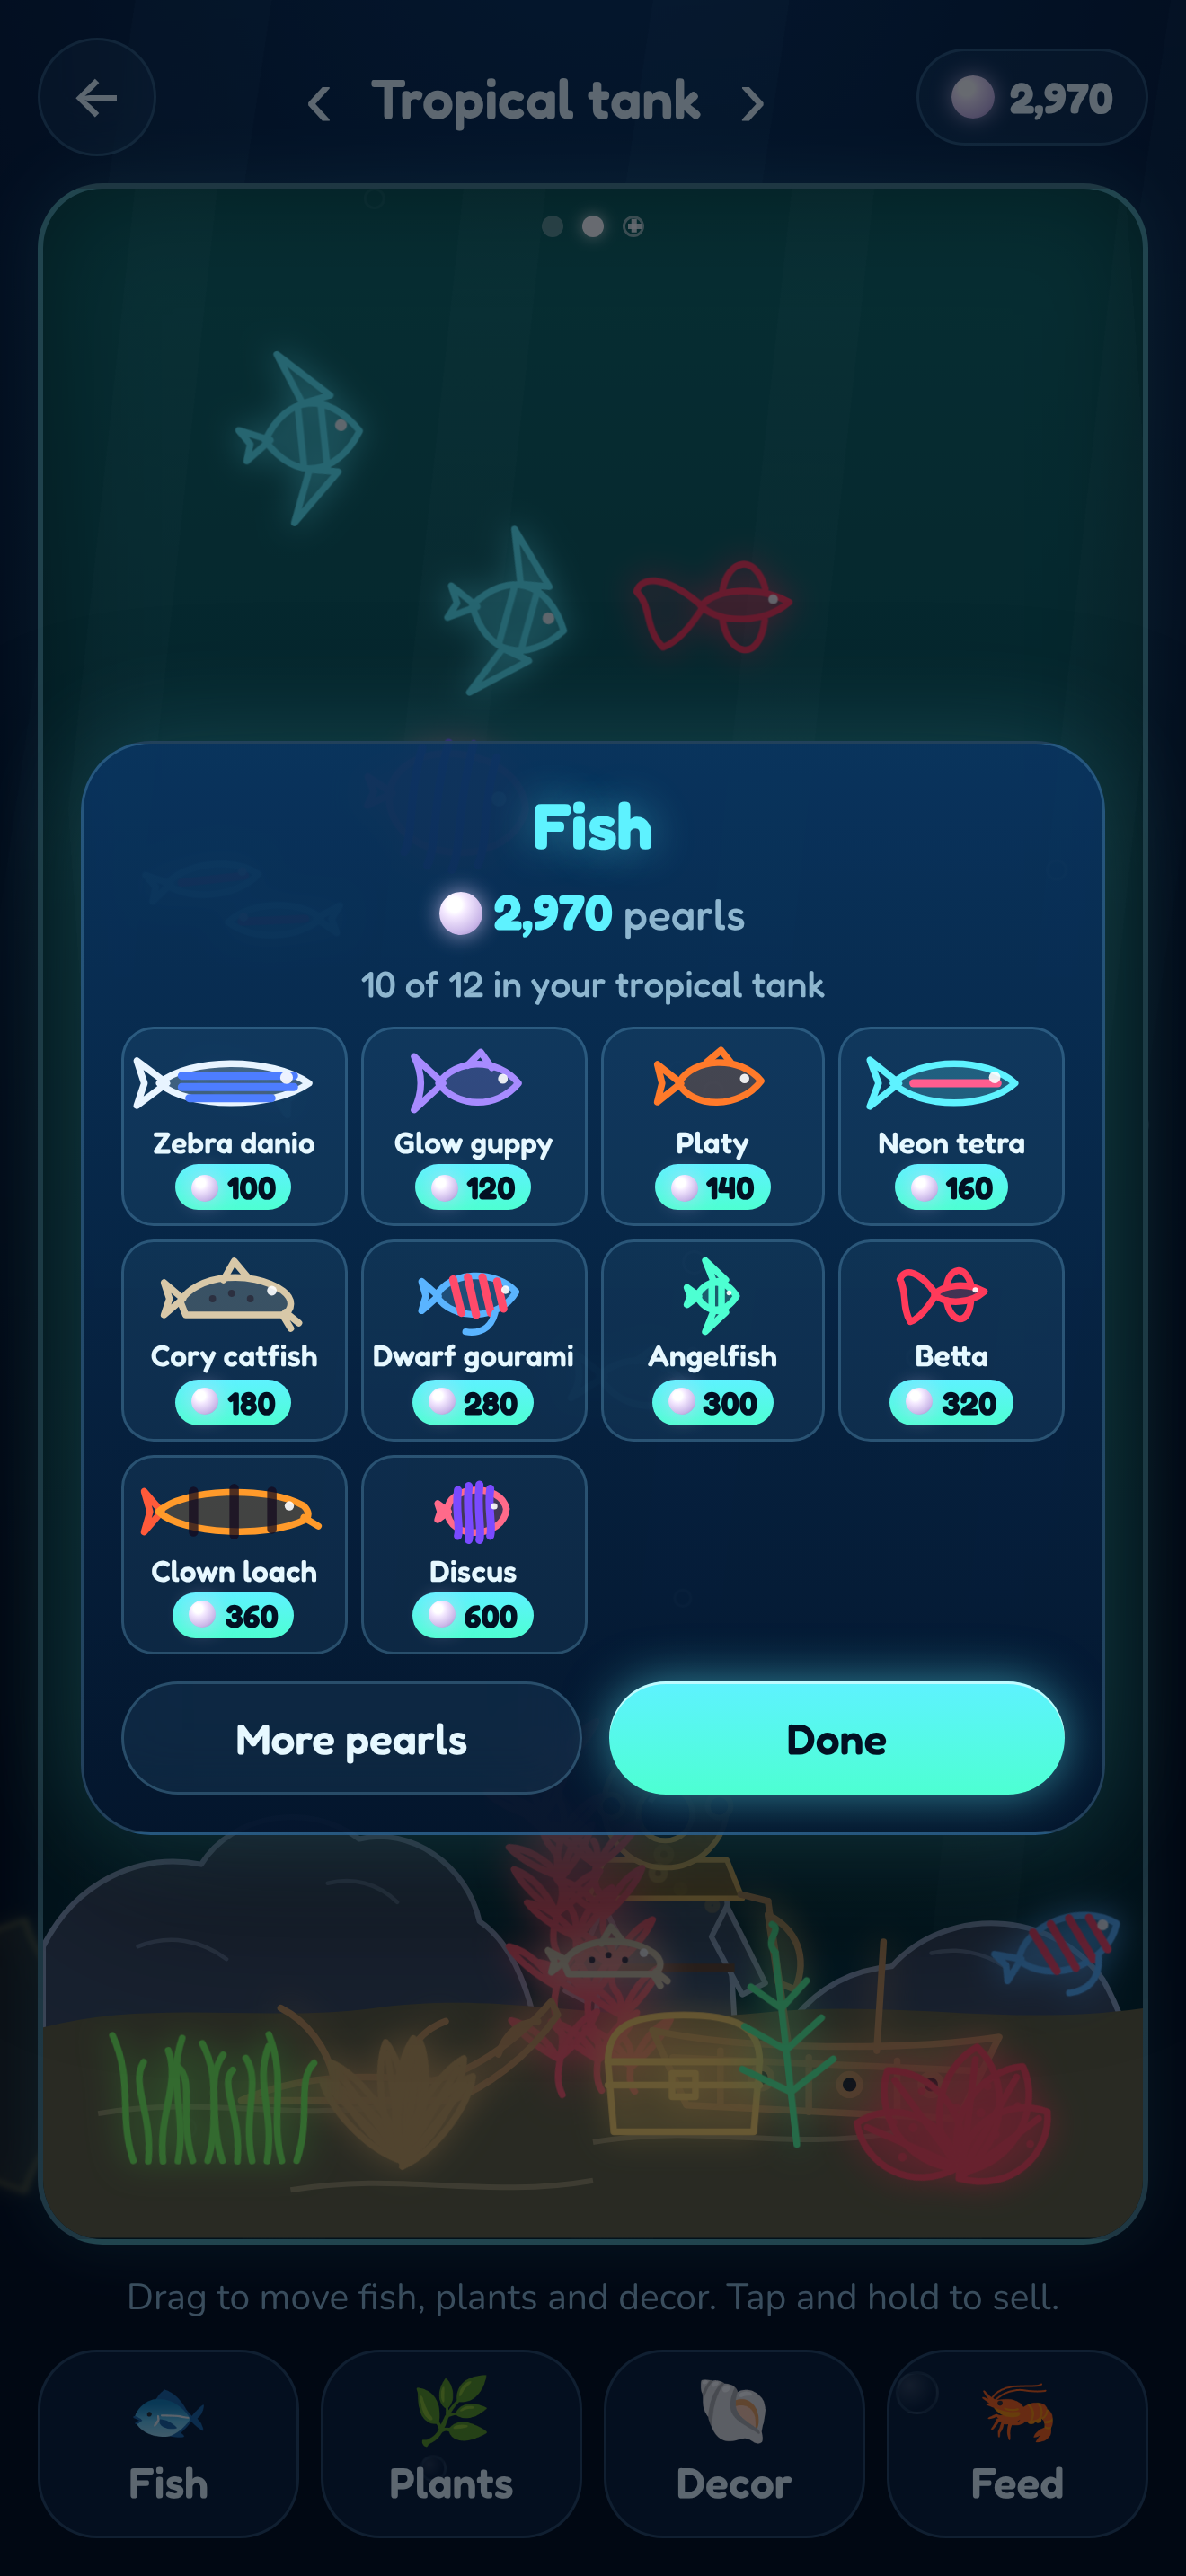 Tropical tank
2,970
Fish
2,970 pearls
10 of 12 in your tropical tank
Zebra danio
100
Glow guppy
120
Platy
140
Neon tetra
160
Cory catfish
180
Dwarf gourami
280
Angelfish
300
Betta
320
Clown loach
360
Discus
600
More pearls
Done
Drag to move fish, plants and decor. Tap and hold to sell.
Fish
Plants
Decor
Feed